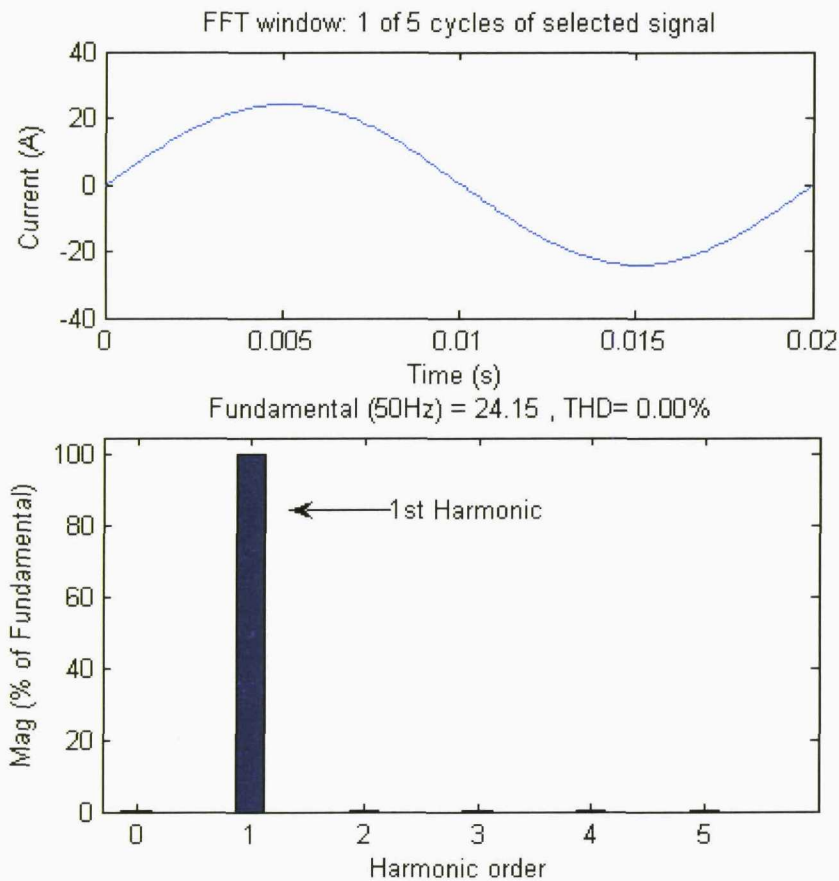 FFT window: 1 of 5 cycles of selected signal
40
20
0
-20
-40
Current (A)
0 0.005 0.01 0.015 0.02
Time (s)
Fundamental (50Hz) = 24.15 , THD= 0.00%
100
80
60
40
20
0
Mag (% of Fundamental)
1st Harmonic
0 1 2 3 4 5
Harmonic order